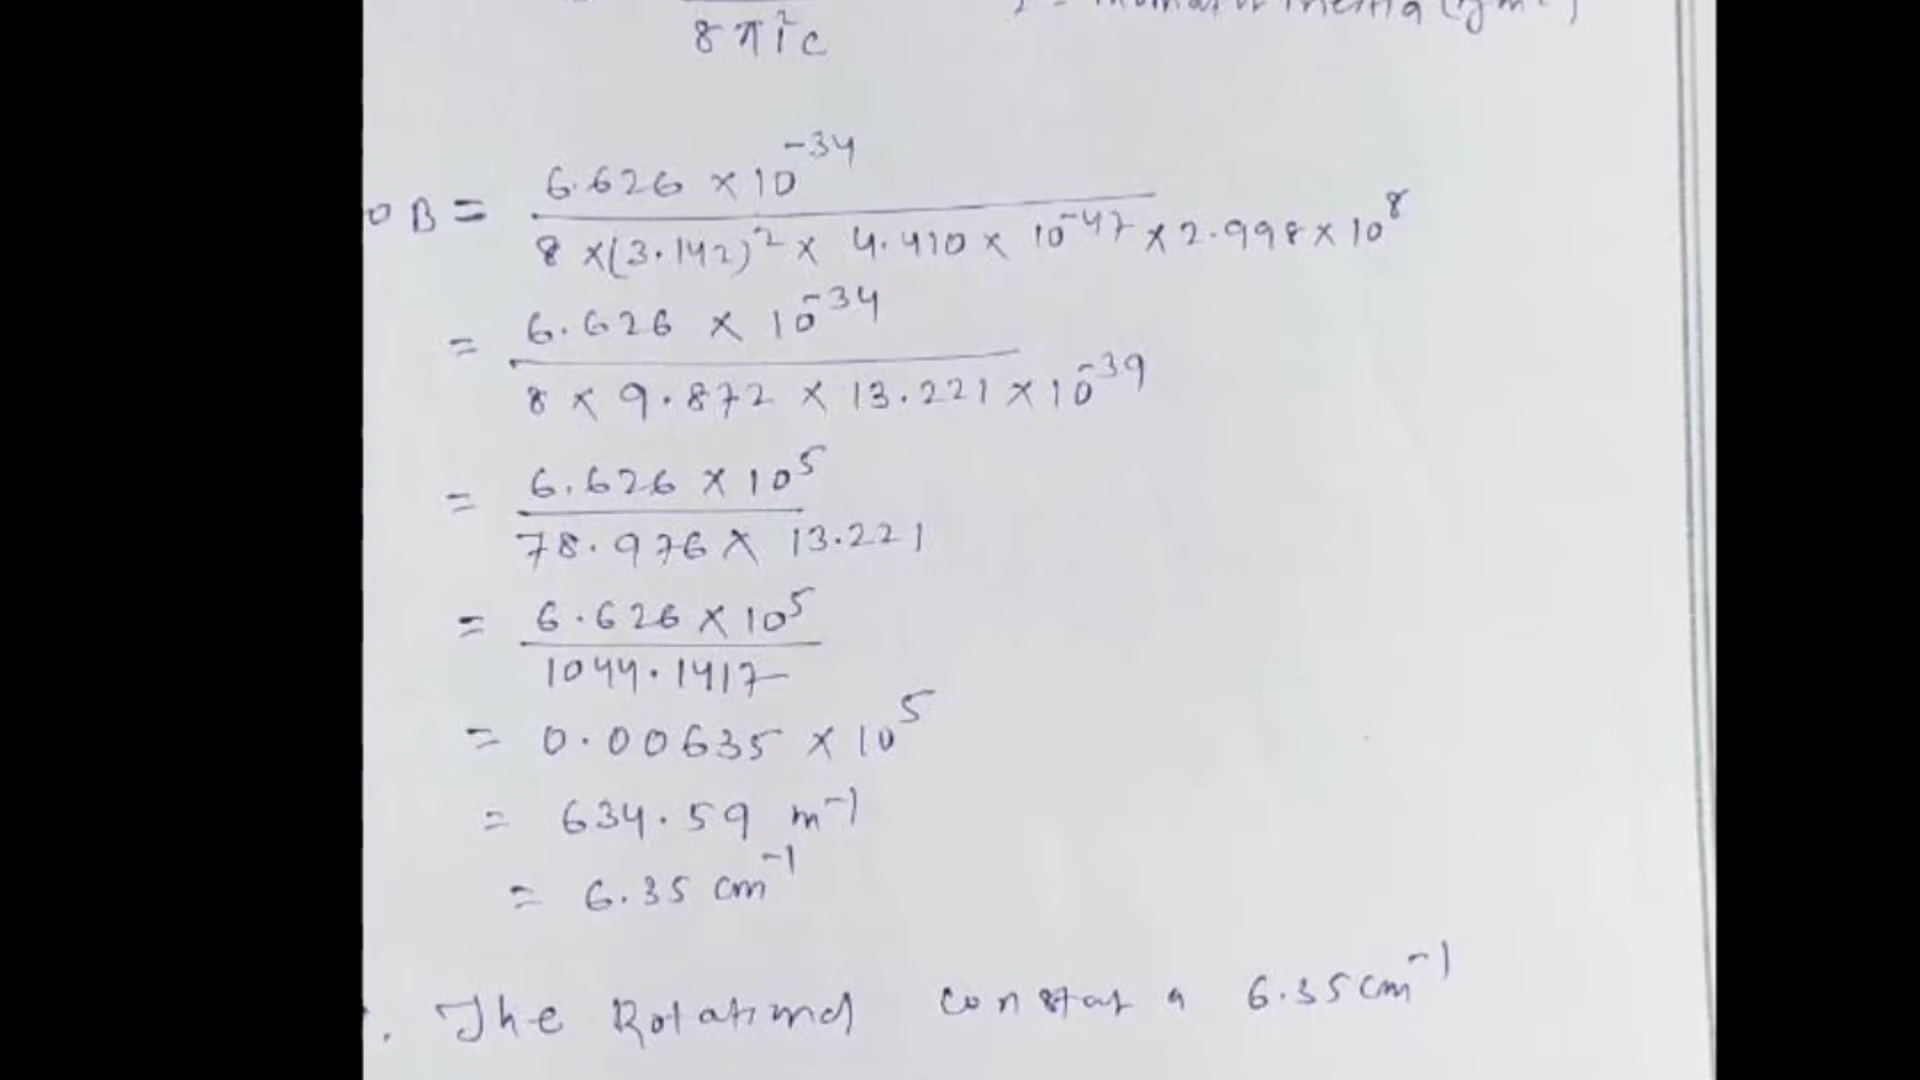 8π²Ic
B = 6.626 × 10⁻³⁴ / 8 × (3.142)² × 4.410 × 10⁻⁴⁷ × 2.998 × 10⁸
= 6.626 × 10⁻³⁴ / 8 × 9.872 × 13.221 × 10⁻³⁹
= 6.626 × 10⁵ / 78.976 × 13.221
= 6.626 × 10⁵ / 1044.1417
= 0.00635 × 10⁵
= 634.59 m⁻¹
= 6.35 cm⁻¹
The Rotational constant 6.35 cm⁻¹